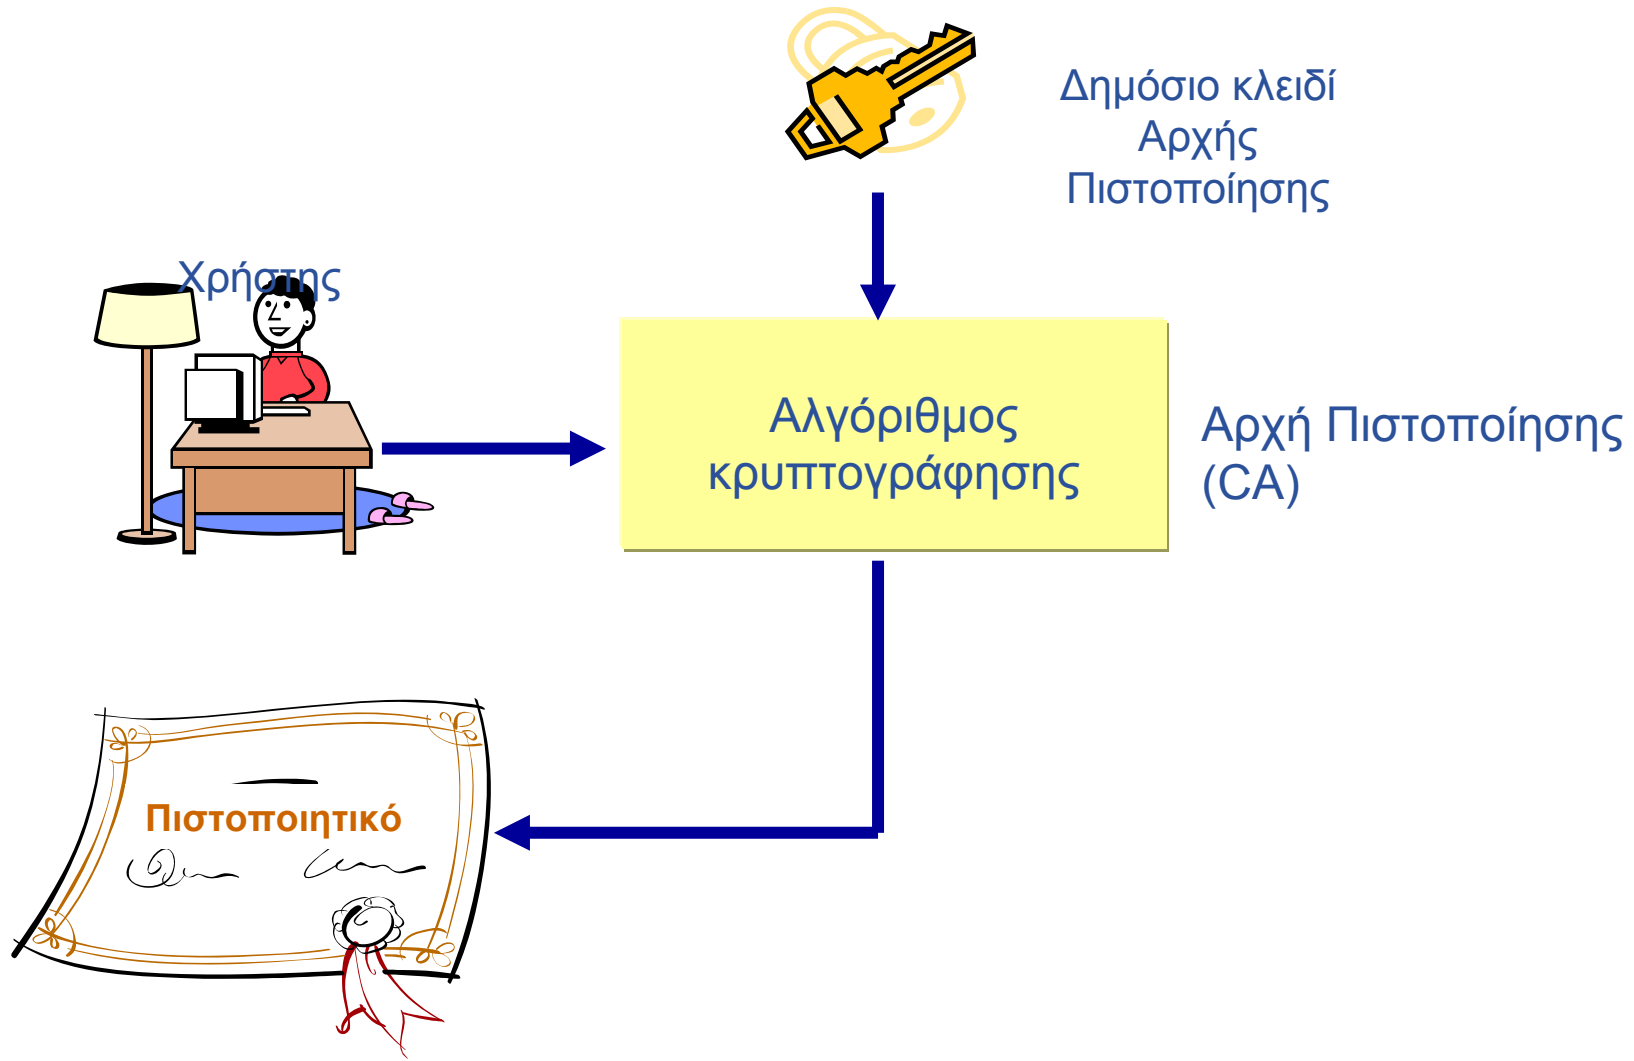 Δημόσιο κλειδί
Αρχής
Πιστοποίησης
Χρήστης
Αλγόριθμος
κρυπτογράφησης
Αρχή Πιστοποίησης
(CA)
Πιστοποιητικό